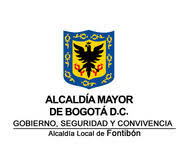 ALCALDÍA MAYOR
DE BOGOTÁ D.C.
GOBIERNO, SEGURIDAD Y CONVIVENCIA
Alcaldía Local de Fontibón